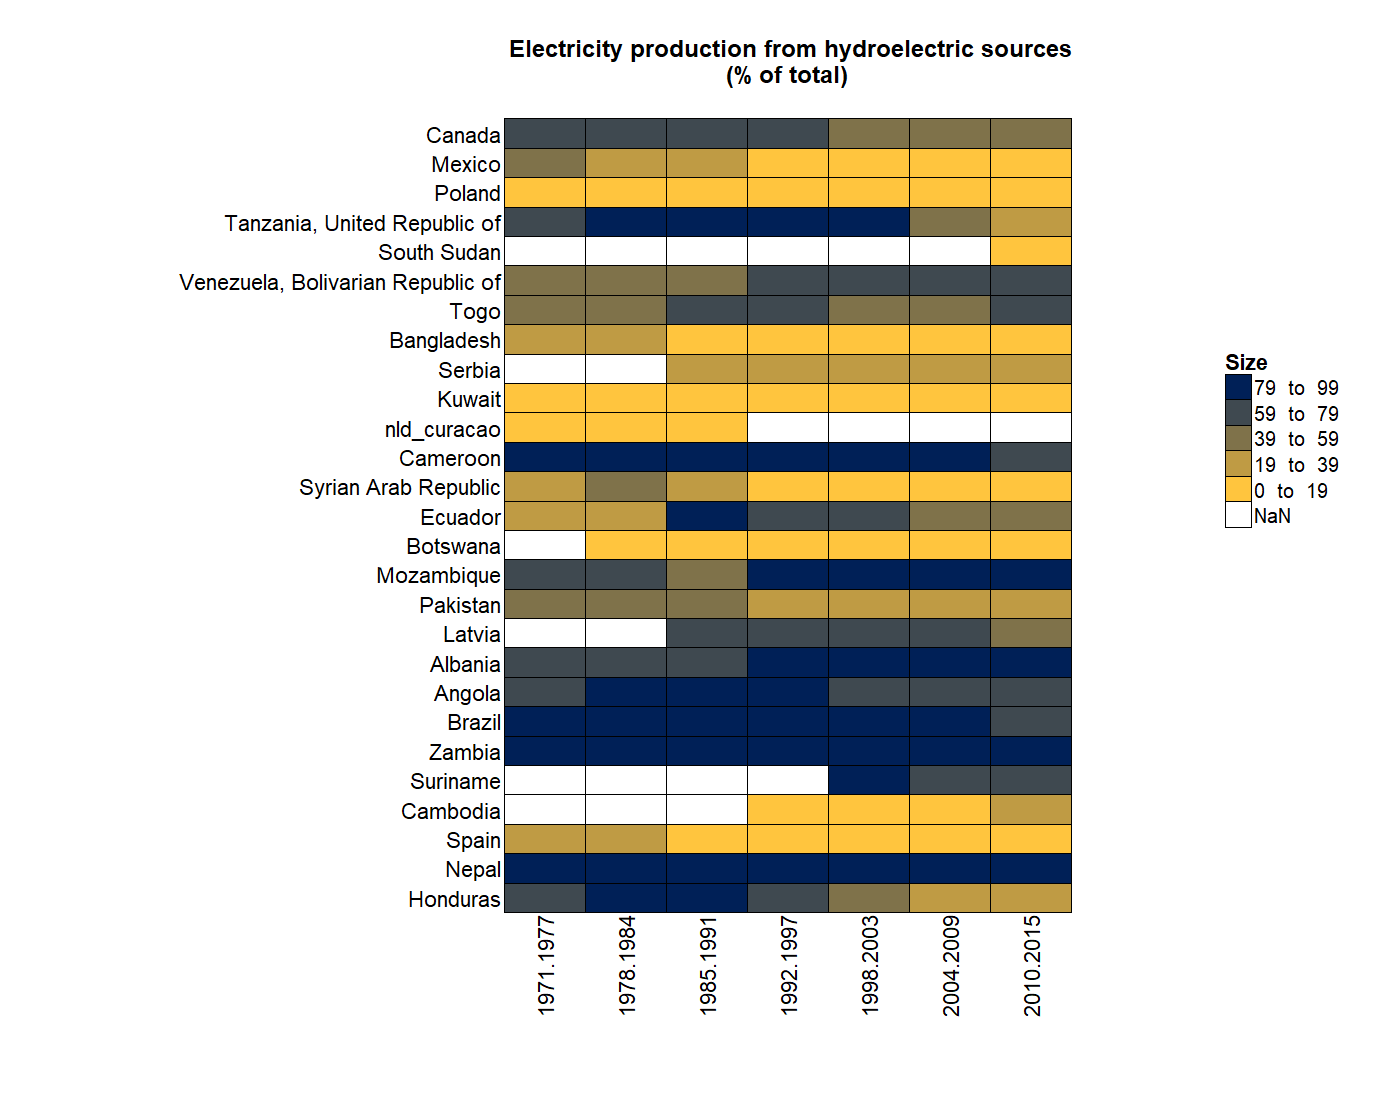 Electricity production from hydroelectric sources
(% of total)
Canada
Mexico
Poland
Tanzania, United Republic of
South Sudan
Venezuela, Bolivarian Republic of
Togo
Bangladesh
Serbia
Kuwait
nld_curacao
Cameroon
Syrian Arab Republic
Ecuador
Botswana
Mozambique
Pakistan
Latvia
Albania
Angola
Brazil
Zambia
Suriname
Cambodia
Spain
Nepal
Honduras
1971.1977
1978.1984
1985.1991
1992.1997
1998.2003
2004.2009
2010.2015
Size
79 to 99
59 to 79
39 to 59
19 to 39
0 to 19
NaN